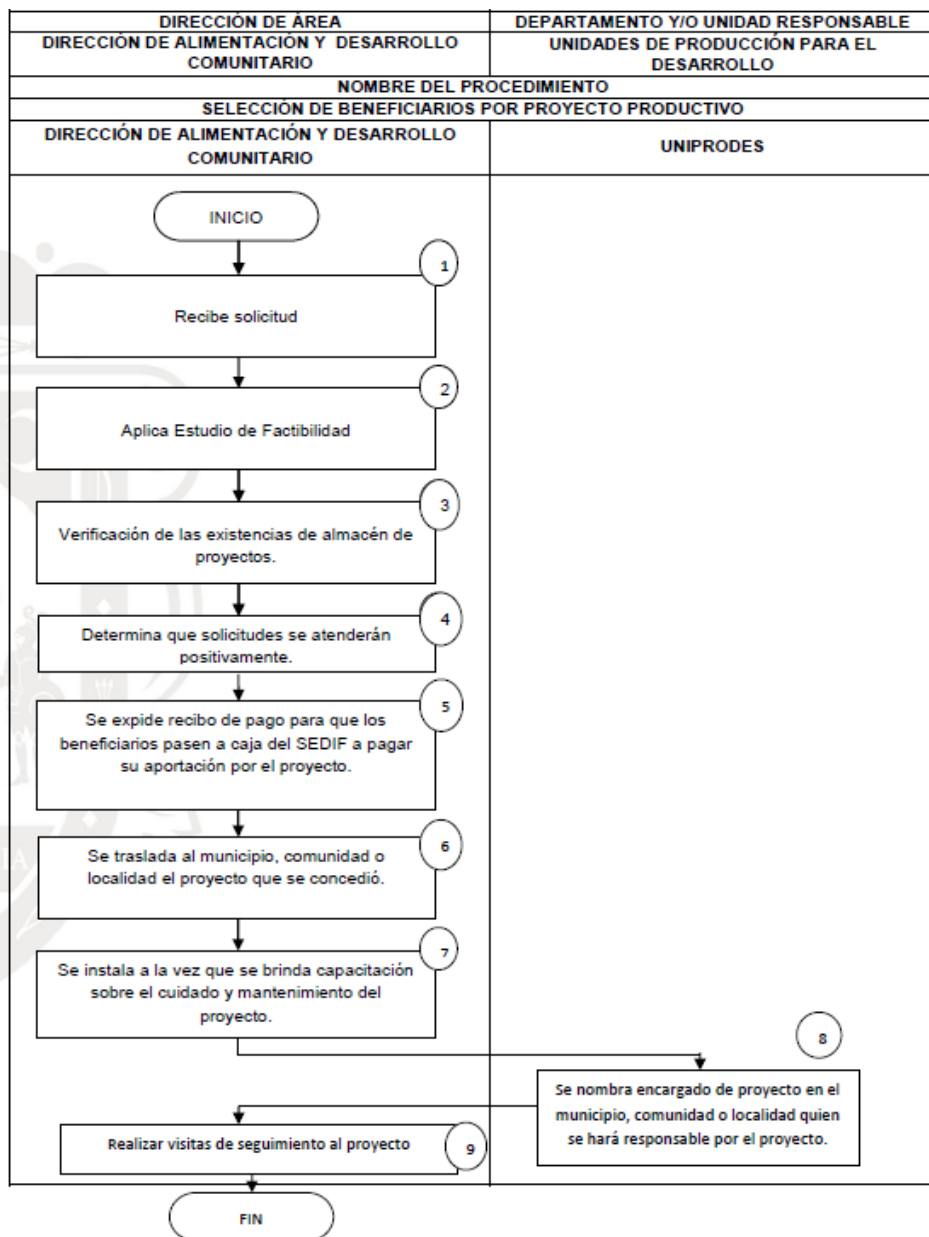 DIRECCIÓN DE ÁREA
DEPARTAMENTO Y/O UNIDAD RESPONSABLE
DIRECCIÓN DE ALIMENTACIÓN Y DESARROLLO
COMUNITARIO
UNIDADES DE PRODUCCIÓN PARA EL
DESARROLLO
NOMBRE DEL PROCEDIMIENTO
SELECCIÓN DE BENEFICIARIOS POR PROYECTO PRODUCTIVO
DIRECCIÓN DE ALIMENTACIÓN Y DESARROLLO
COMUNITARIO
UNIPRODES
INICIO
1
Recibe solicitud
2
Aplica Estudio de Factibilidad
3
Verificación de las existencias de almacén de
proyectos.
4
Determina que solicitudes se atenderán
positivamente.
5
Se expide recibo de pago para que los
beneficiarios pasen a caja del SEDIF a pagar
su aportación por el proyecto.
6
Se traslada al municipio, comunidad o
localidad el proyecto que se concedió.
7
Se instala a la vez que se brinda capacitación
sobre el cuidado y mantenimiento del
proyecto.
8
Se nombra encargado de proyecto en el
municipio, comunidad o localidad quien
se hará responsable por el proyecto.
Realizar visitas de seguimiento al proyecto
9
FIN